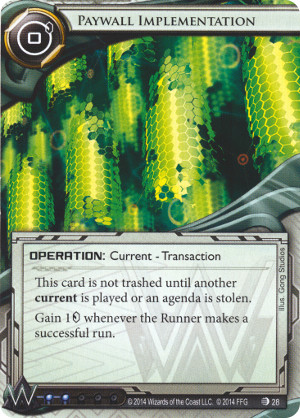 Paywall Implementation
0
OPERATION: Current - Transaction
This card is not trashed until another
current is played or an agenda is stolen.
Gain 1 whenever the Runner makes a
successful run.
Illus. Gong Studios
© 2014 Wizards of the Coast LLC. © 2014 FFG
28